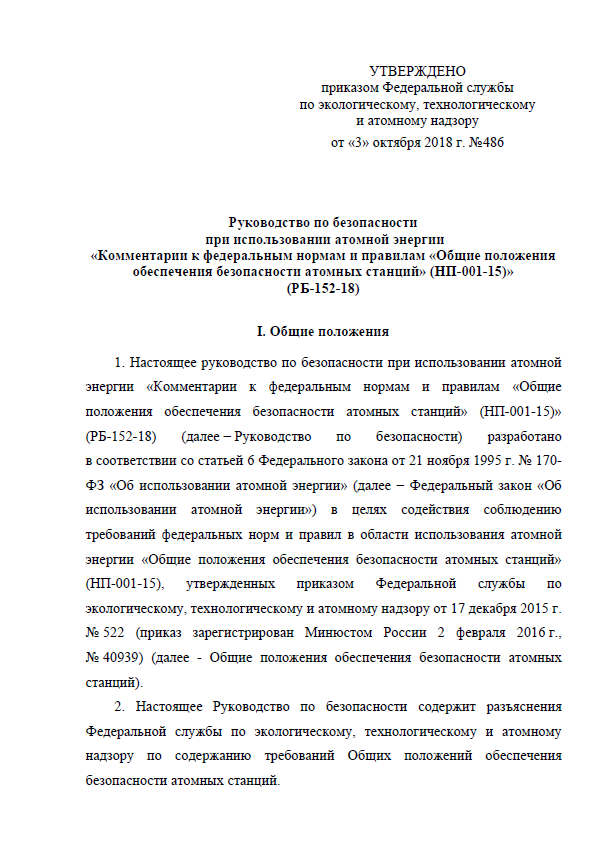 УТВЕРЖДЕНО
приказом Федеральной службы
по экологическому, технологическому
и атомному надзору
от «3» октября 2018 г. №486
Руководство по безопасности
при использовании атомной энергии
«Комментарии к федеральным нормам и правилам «Общие положения
обеспечения безопасности атомных станций» (НП-001-15)»
(РБ-152-18)
I. Общие положения
1. Настоящее руководство по безопасности при использовании атомной
энергии «Комментарии к федеральным нормам и правилам «Общие
положения обеспечения безопасности атомных станций» (НП-001-15)»
(РБ-152-18) (далее – Руководство по безопасности) разработано
в соответствии со статьей 6 Федерального закона от 21 ноября 1995 г. № 170-
ФЗ «Об использовании атомной энергии» (далее – Федеральный закон «Об
использовании атомной энергии») в целях содействия соблюдению
требований федеральных норм и правил в области использования атомной
энергии «Общие положения обеспечения безопасности атомных станций»
(НП-001-15), утвержденных приказом Федеральной службы по
экологическому, технологическому и атомному надзору от 17 декабря 2015 г.
№ 522 (приказ зарегистрирован Минюстом России 2 февраля 2016 г.,
№ 40939) (далее - Общие положения обеспечения безопасности атомных
станций).
2. Настоящее Руководство по безопасности содержит разъяснения
Федеральной службы по экологическому, технологическому и атомному
надзору по содержанию требований Общих положений обеспечения
безопасности атомных станций.